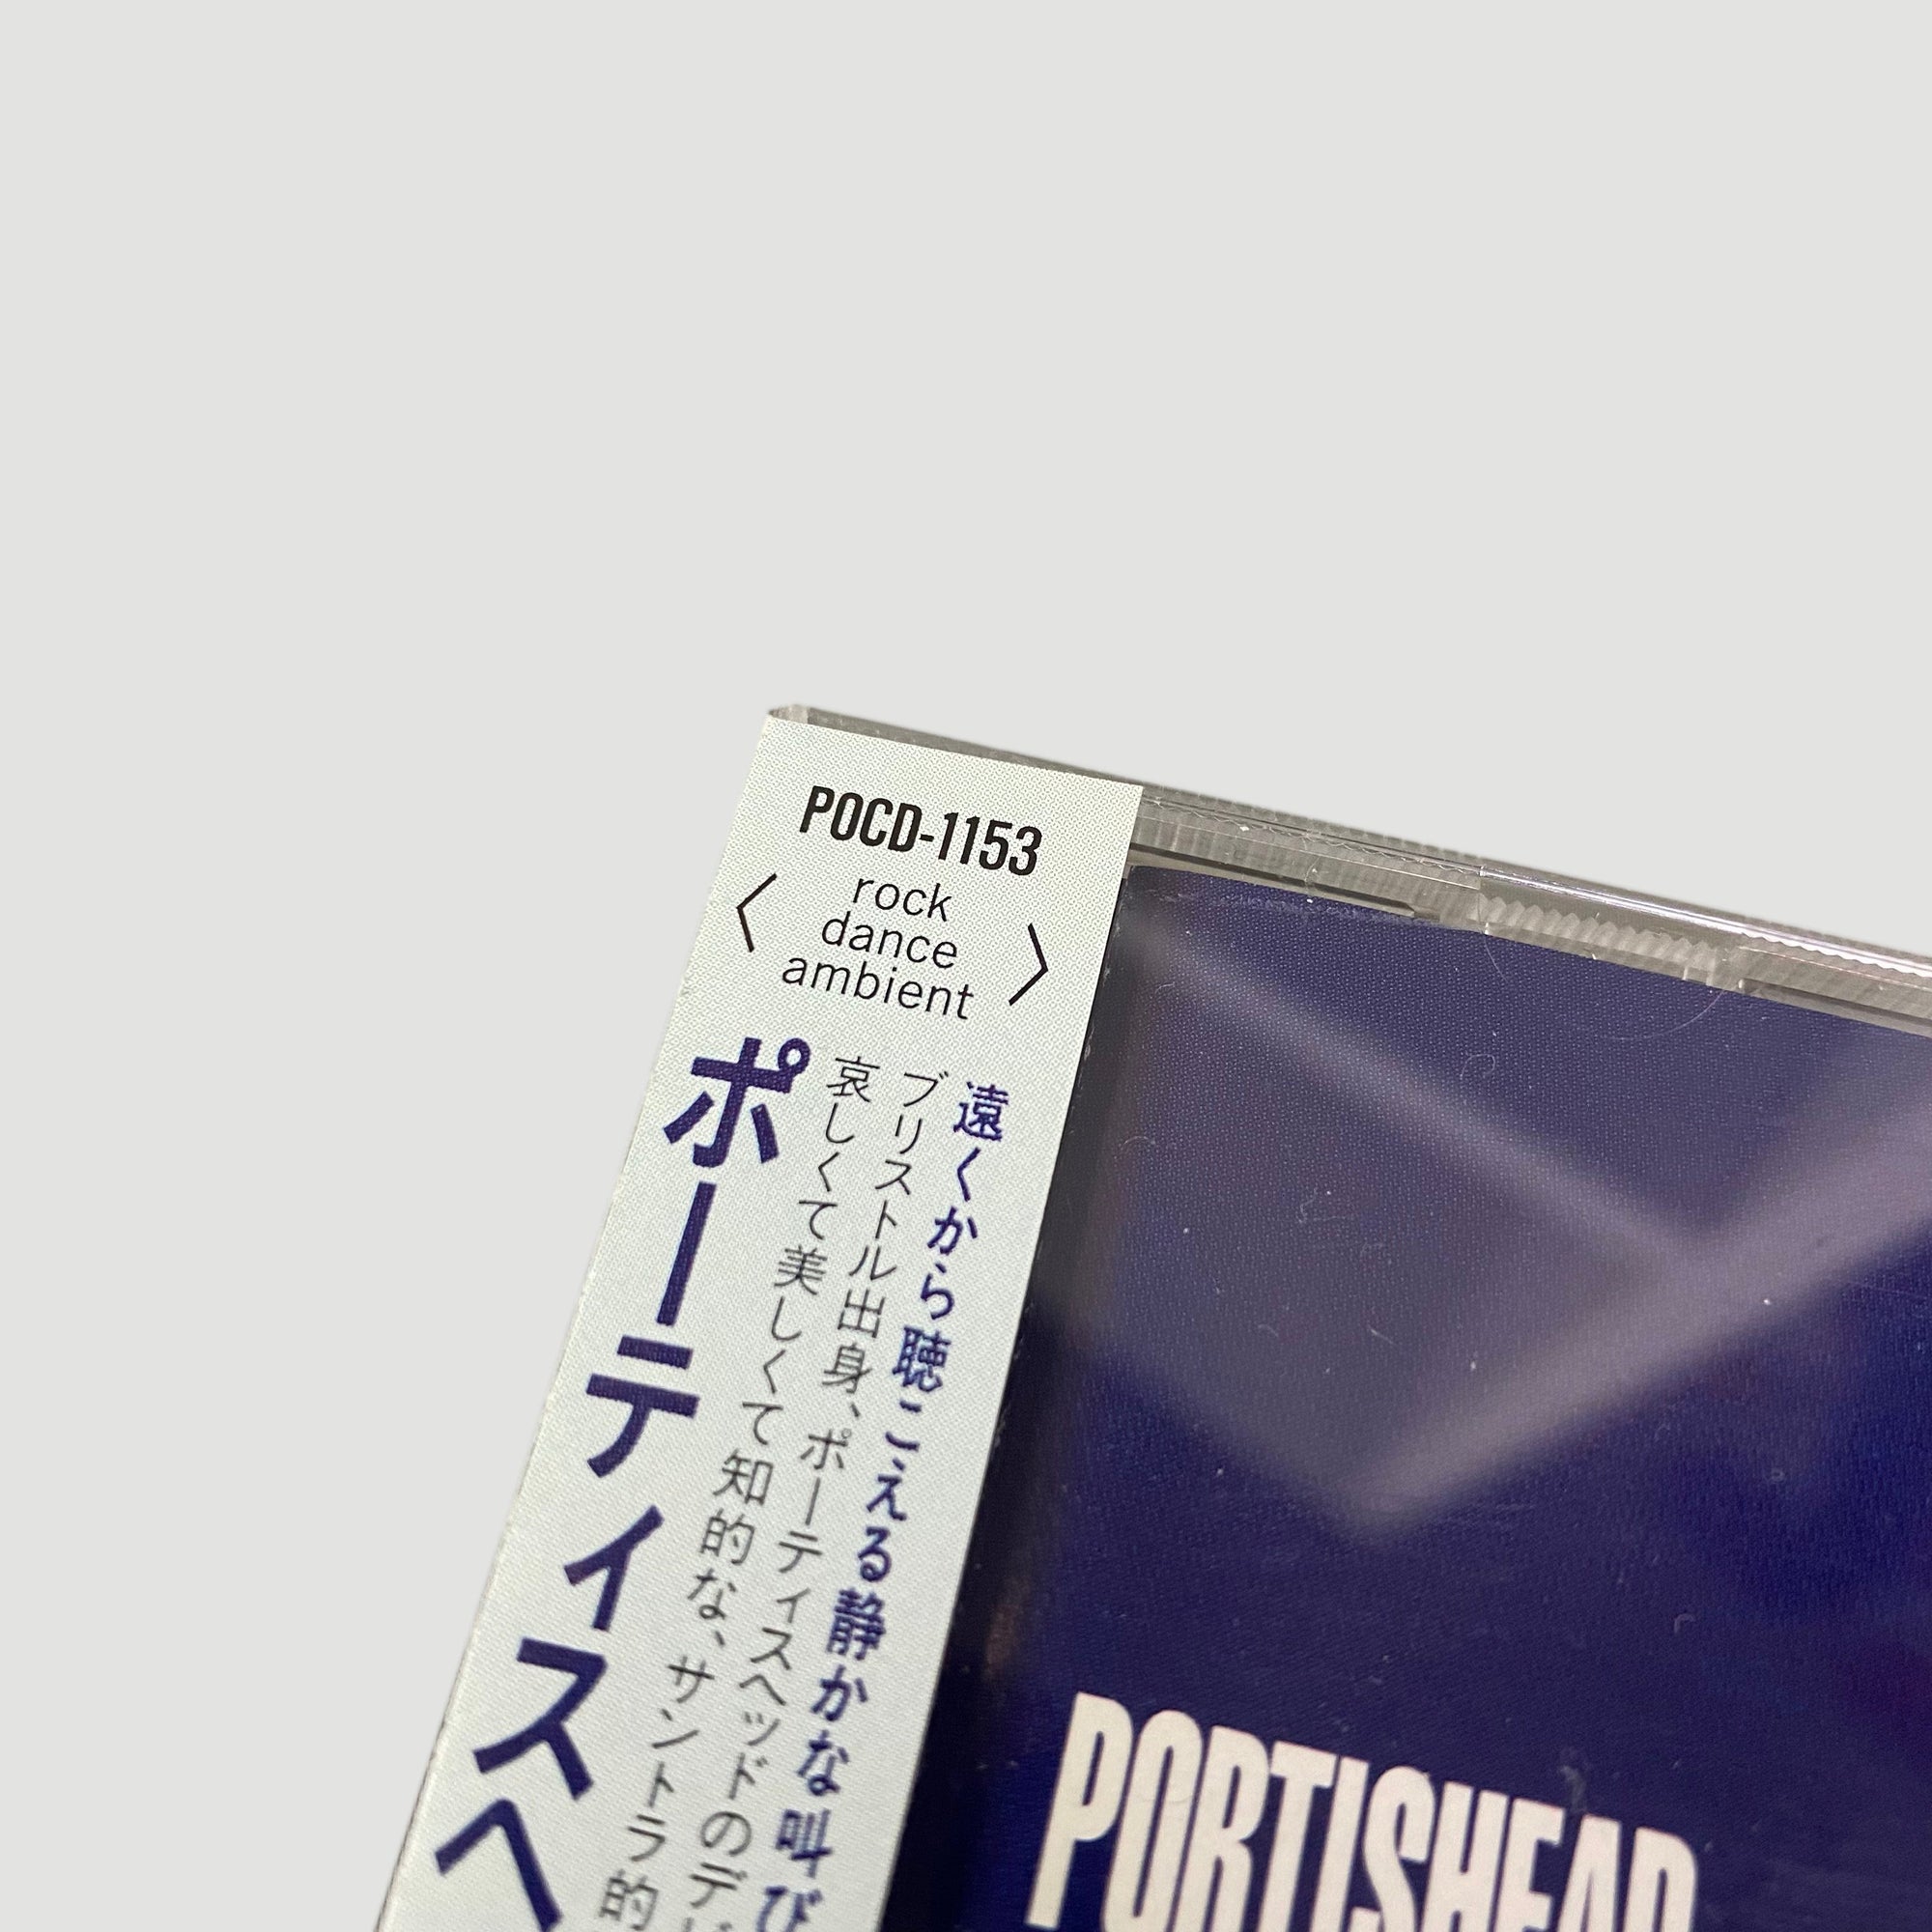 POCD-1153
rock
dance
ambient
遠くから聴こえる静かな叫び
ブリストル出身、ポーティスヘッドのデ
哀しくて美しくて知的な、サントラ的
ポーティスヘ
PORTISHEAD